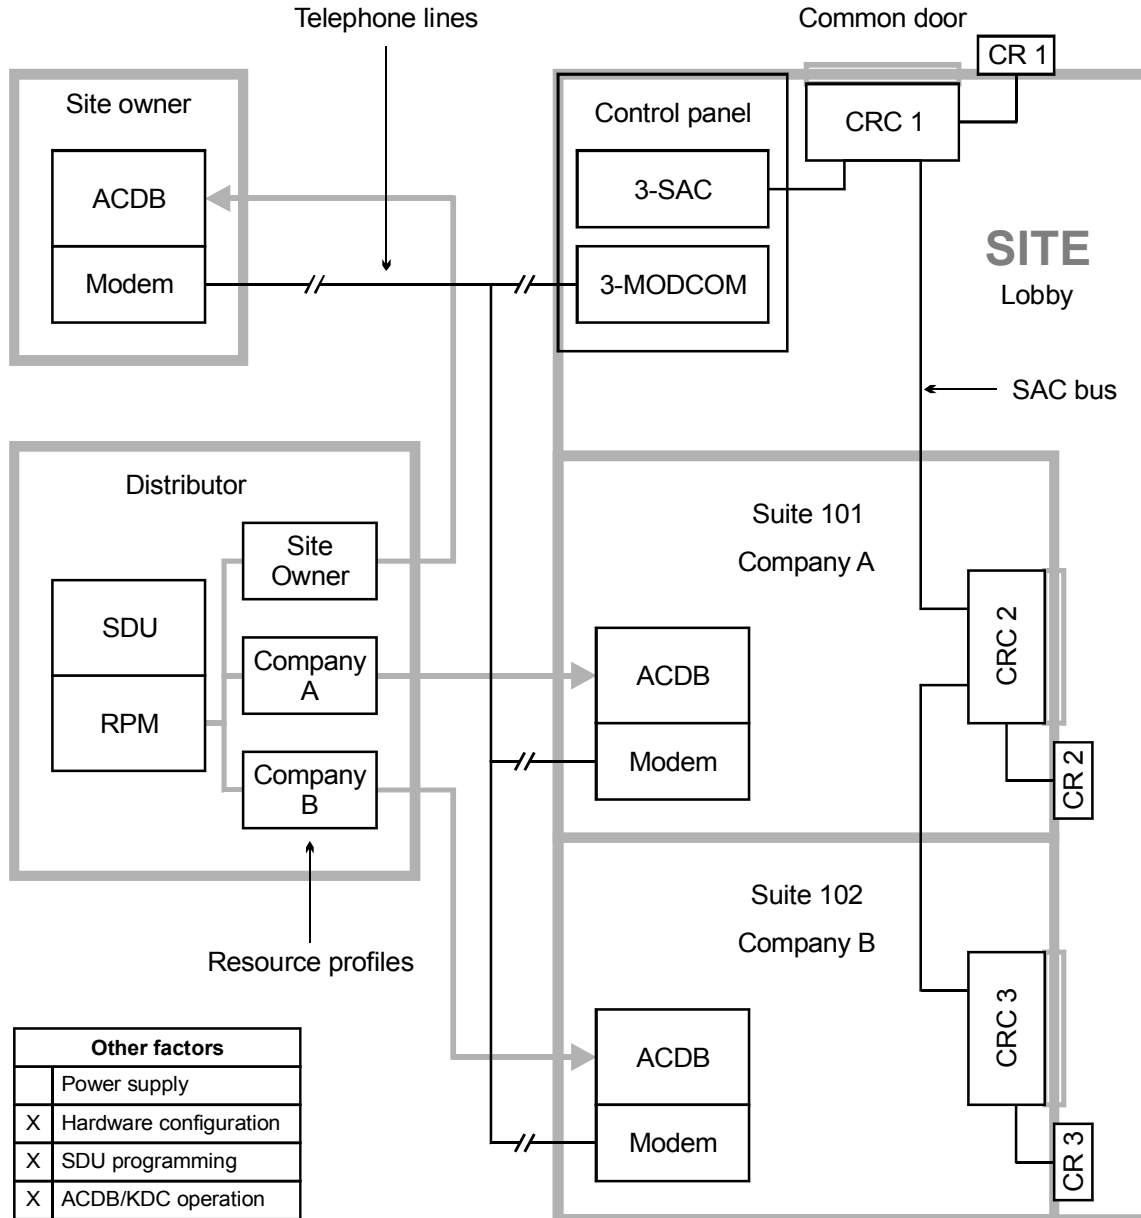 Telephone lines
Common door
CR 1
Site owner
Control panel
CRC 1
ACDB
3-SAC
Modem
3-MODCOM
SITE
Lobby
SAC bus
Distributor
Suite 101
Company A
Site
Owner
SDU
Company
A
RPM
Company
B
ACDB
Modem
CRC 2
CR 2
Resource profiles
Suite 102
Company B
ACDB
Modem
CRC 3
CR 3
Other factors
Power supply
X Hardware configuration
X SDU programming
X ACDB/KDC operation